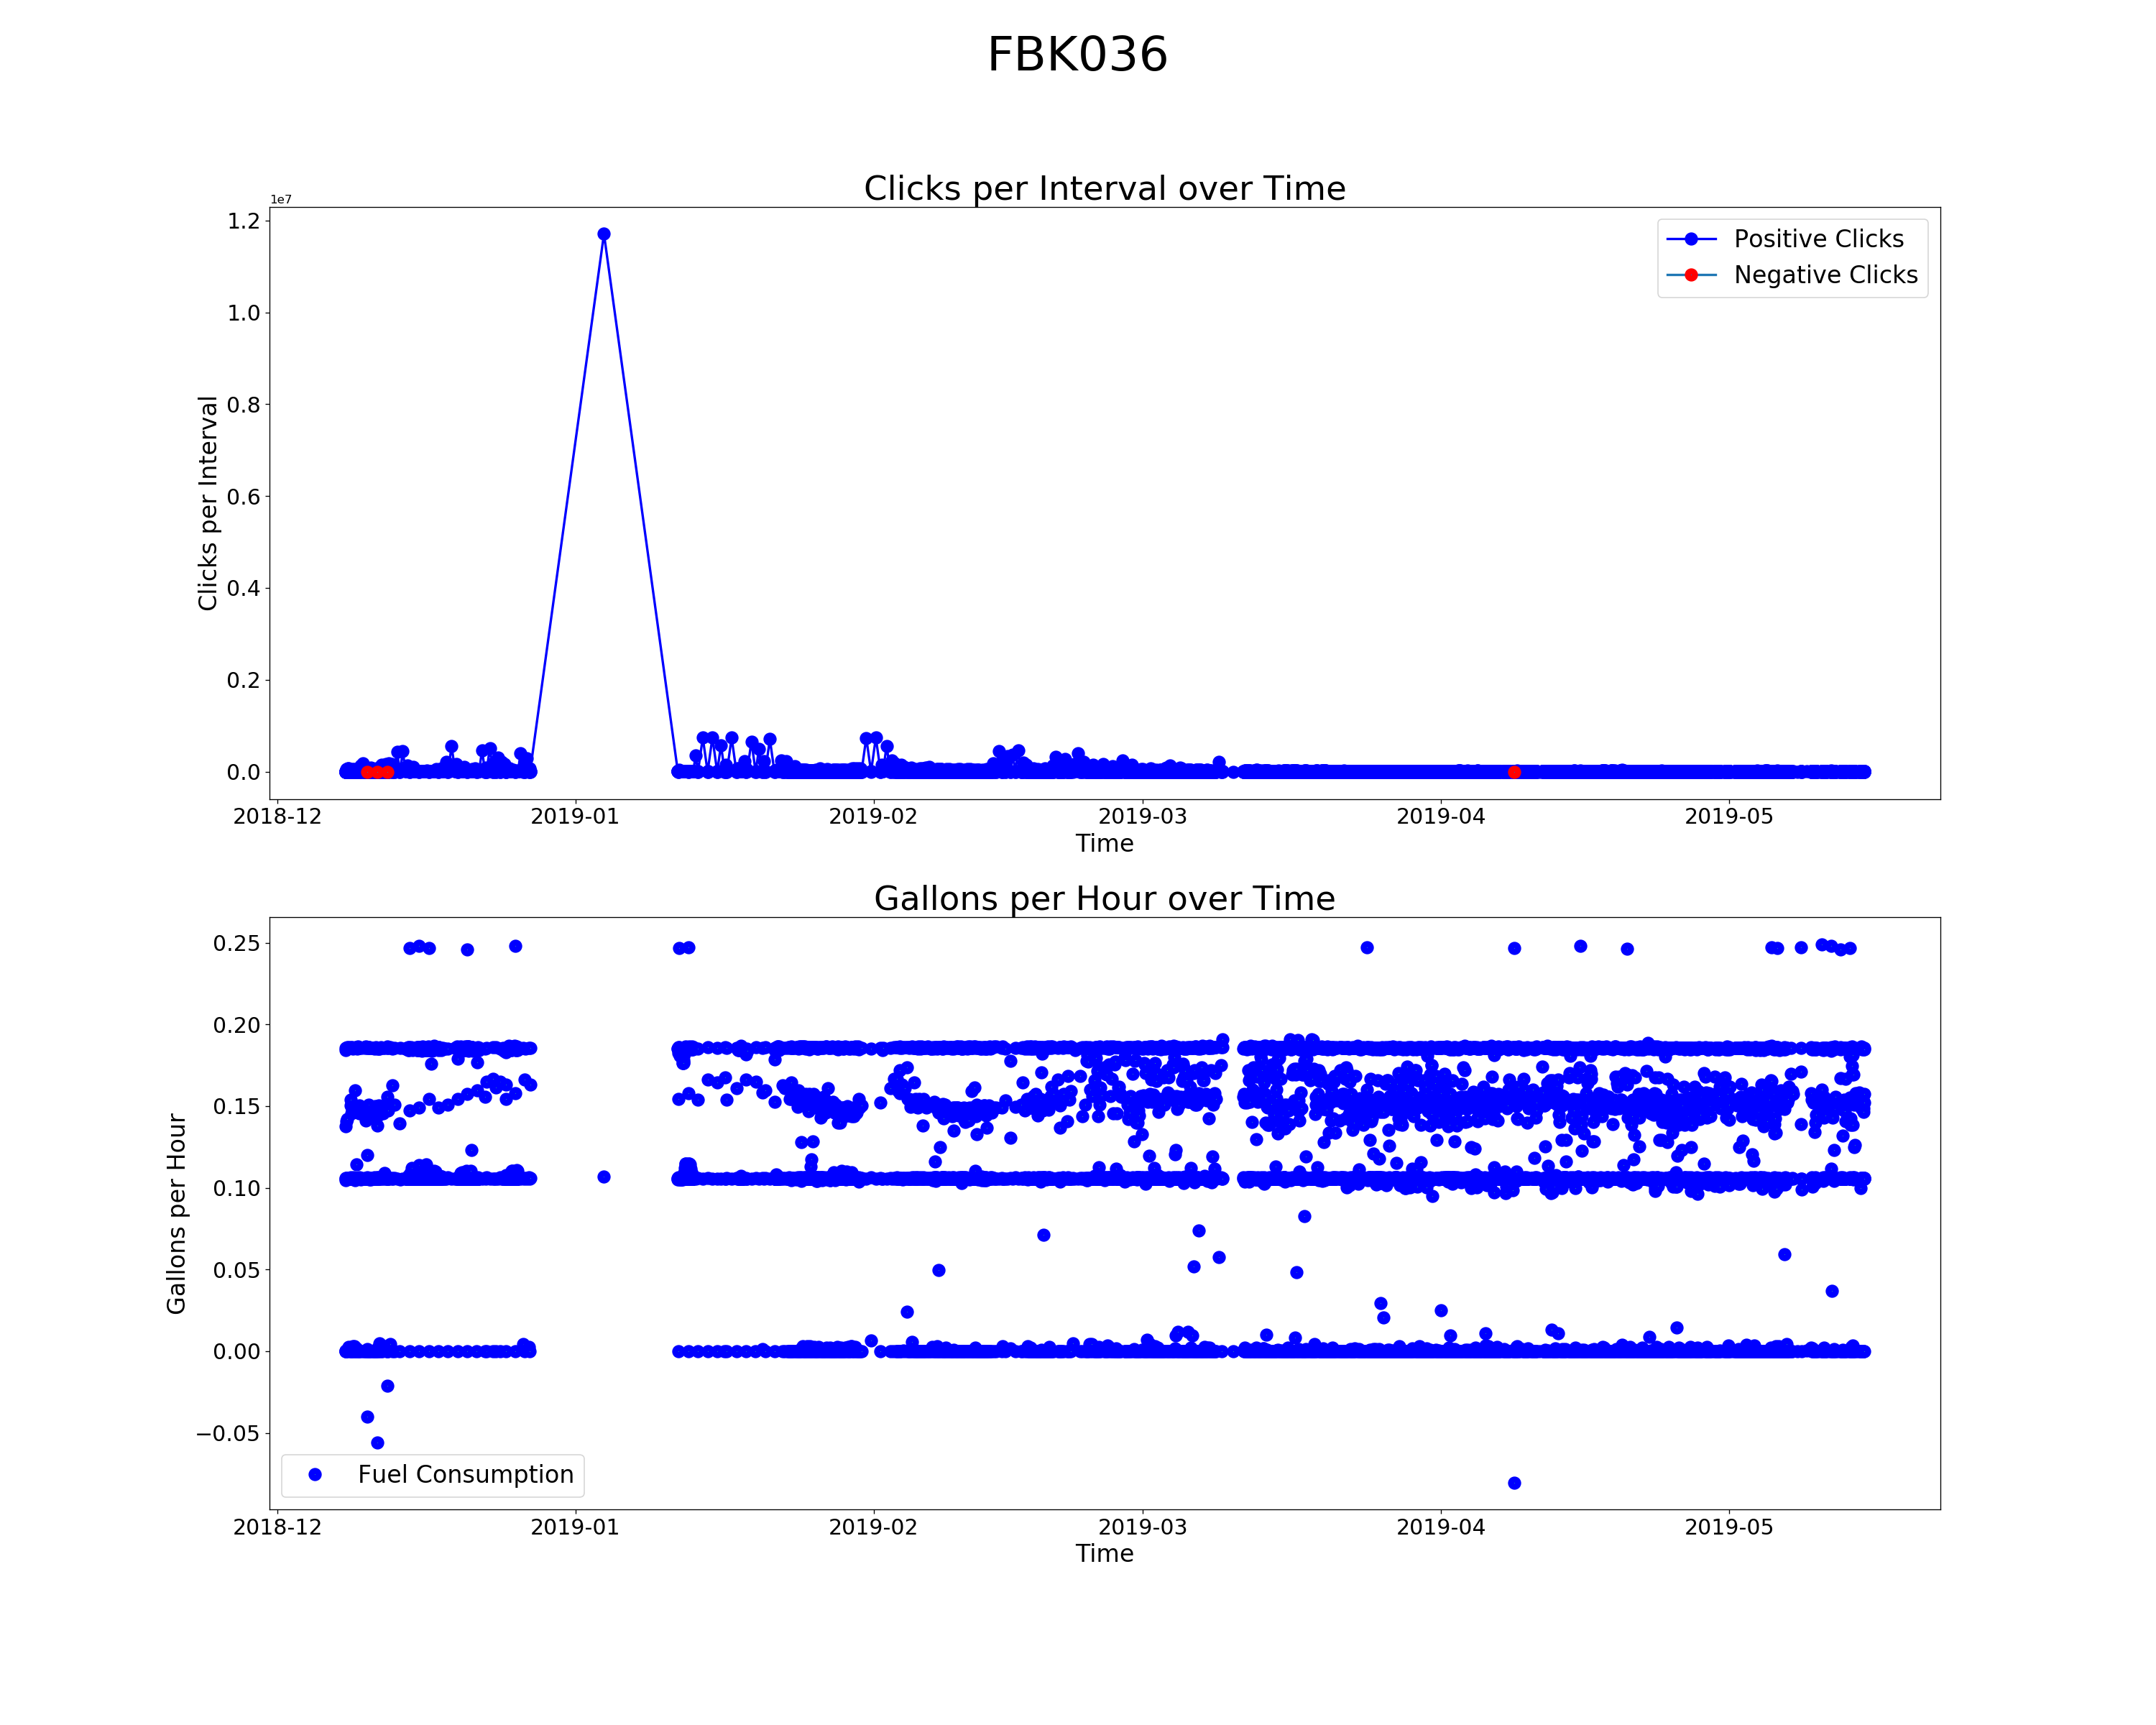 FBK036
Clicks per Interval over Time
1e7
1.2
1.0
0.8
0.6
0.4
0.2
0.0
Clicks per Interval
Positive Clicks
Negative Clicks
2018-12 2019-01 2019-02 2019-03 2019-04 2019-05
Time
Gallons per Hour over Time
0.25
0.20
0.15
0.10
0.05
0.00
−0.05
Gallons per Hour
Fuel Consumption
2018-12 2019-01 2019-02 2019-03 2019-04 2019-05
Time